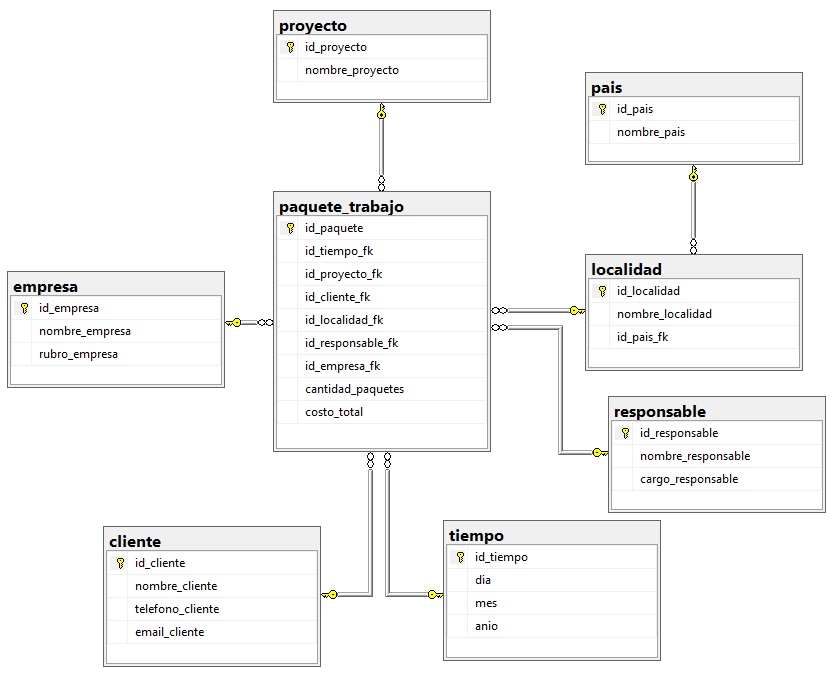 proyecto
id_proyecto
nombre_proyecto
pais
id_pais
nombre_pais
paquete_trabajo
id_paquete
id_tiempo_fk
id_proyecto_fk
id_cliente_fk
id_localidad_fk
id_responsable_fk
id_empresa_fk
cantidad_paquetes
costo_total
empresa
id_empresa
nombre_empresa
rubro_empresa
localidad
id_localidad
nombre_localidad
id_pais_fk
responsable
id_responsable
nombre_responsable
cargo_responsable
cliente
id_cliente
nombre_cliente
telefono_cliente
email_cliente
tiempo
id_tiempo
dia
mes
anio